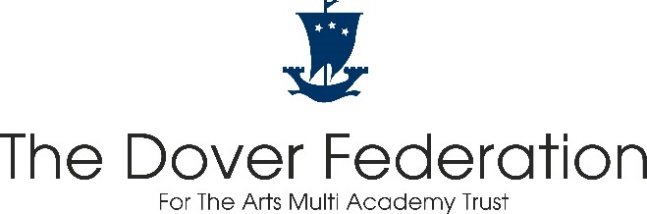 The Dover Federation
For The Arts Multi Academy Trust